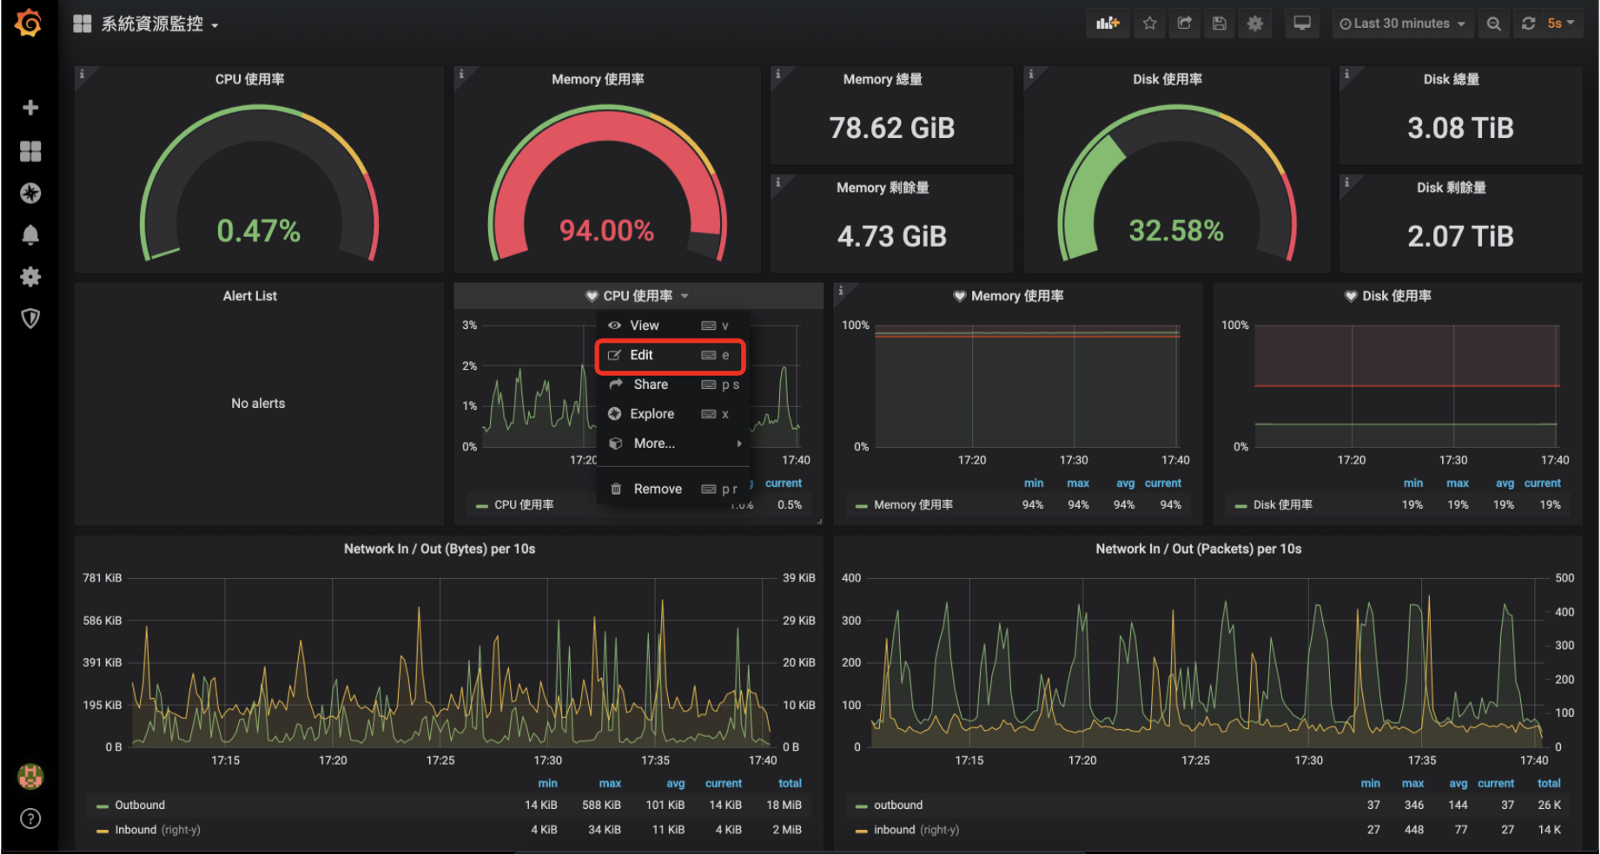 系統資源監控
Last 30 minutes
5s
CPU 使用率
0.47%
Memory 使用率
94.00%
Memory 總量
78.62 GiB
Memory 剩餘量
4.73 GiB
Disk 使用率
32.58%
Disk 總量
3.08 TiB
Disk 剩餘量
2.07 TiB
Alert List
No alerts
CPU 使用率
3%
2%
1%
0%
17:20
17:40
current
CPU 使用率
1.0% 0.5%
View v
Edit e
Share p s
Explore x
More...
Remove p r
Memory 使用率
100%
0%
17:20 17:30 17:40
min max avg current
Memory 使用率 94% 94% 94% 94%
Disk 使用率
100%
0%
17:20 17:30 17:40
min max avg current
Disk 使用率 19% 19% 19% 19%
Network In / Out (Bytes) per 10s
781 KiB 39 KiB
586 KiB 29 KiB
391 KiB 20 KiB
195 KiB 10 KiB
0 B 0 B
17:15 17:20 17:25 17:30 17:35 17:40
min max avg current total
Outbound 14 KiB 588 KiB 101 KiB 14 KiB 18 MiB
Inbound (right-y) 4 KiB 34 KiB 11 KiB 4 KiB 2 MiB
Network In / Out (Packets) per 10s
400 500
300 400
200 300
100 200
0 100
0
17:15 17:20 17:25 17:30 17:35 17:40
min max avg current total
outbound 37 346 144 37 26 K
inbound (right-y) 27 448 77 27 14 K